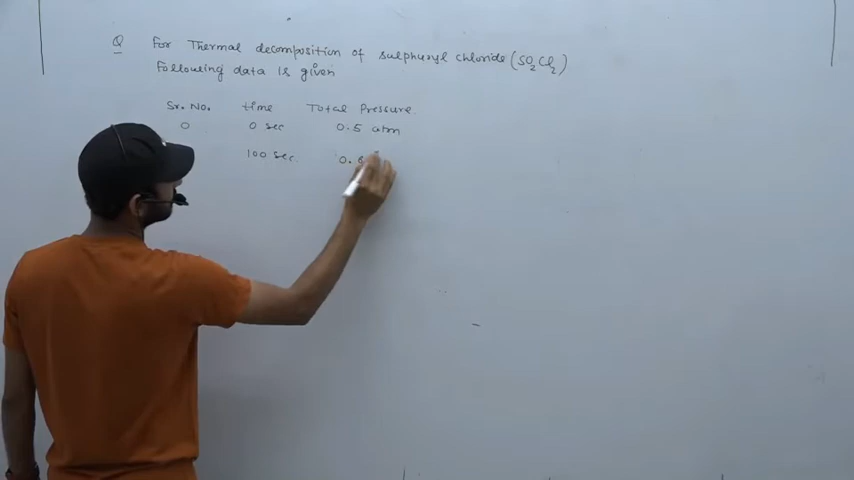 Q For Thermal decomposition of sulphuryl chloride (SO2Cl2)
Following data is given
Sr. No. time Total Pressure.
0 0 sec 0.5 atm
100 sec. 0.